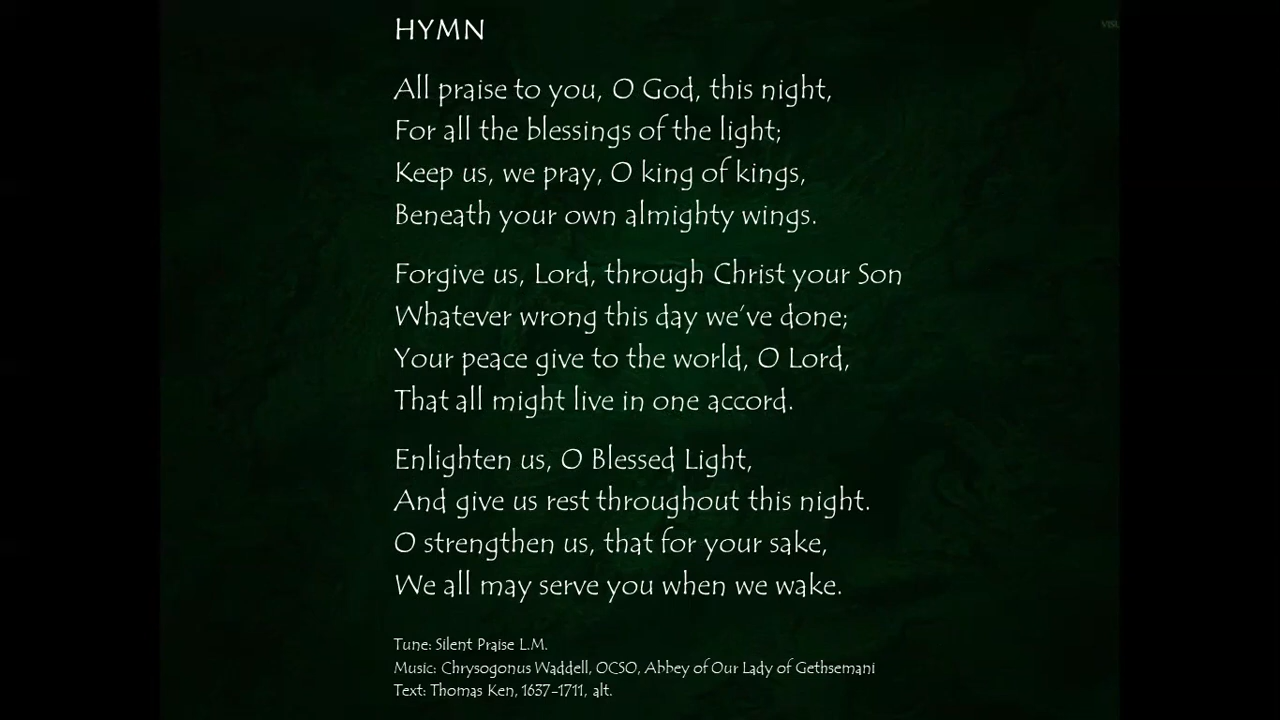 HYMN
All praise to you, O God, this night,
For all the blessings of the light;
Keep us, we pray, O king of kings,
Beneath your own almighty wings.
Forgive us, Lord, through Christ your Son
Whatever wrong this day we've done;
Your peace give to the world, O Lord,
That all might live in one accord.
Enlighten us, O Blessed Light,
And give us rest throughout this night.
O strengthen us, that for your sake,
We all may serve you when we wake.
Tune: Silent Praise L.M.
Music: Chrysogonus Waddell, OCSO, Abbey of Our Lady of Gethsemani
Text: Thomas Ken, 1637-1711, alt.